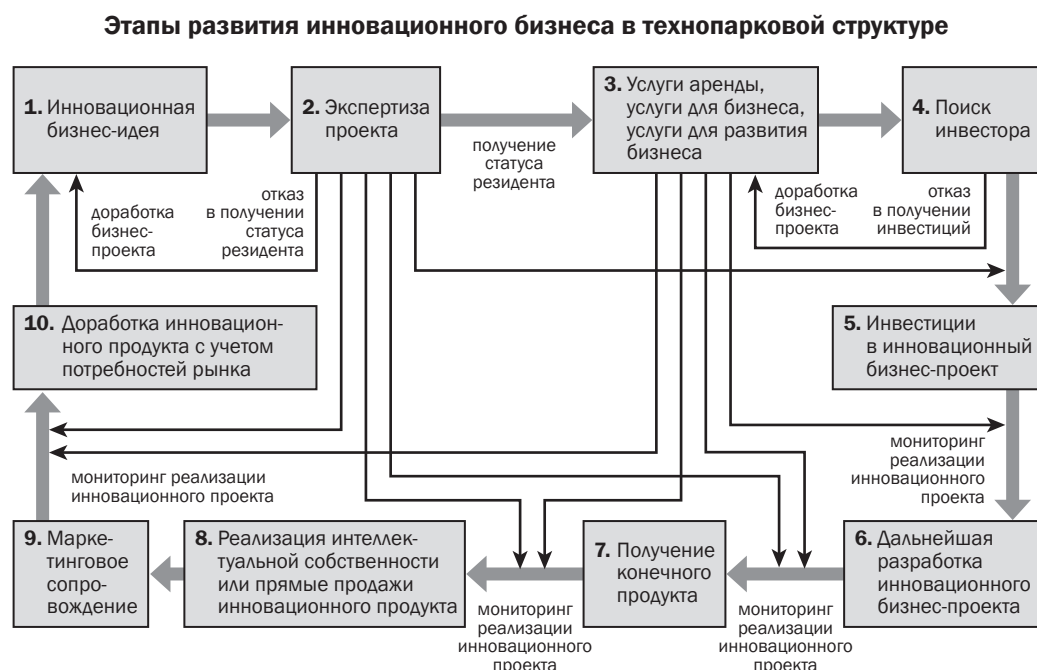 Этапы развития инновационного бизнеса в технопарковой структуре
1. Инновационная
бизнес-идея
2. Экспертиза
проекта
получение
статуса
резидента
3. Услуги аренды,
услуги для бизнеса,
услуги для развития
бизнеса
4. Поиск
инвестора
доработка
бизнес-
проекта
отказ
в получении
статуса
резидента
доработка
бизнес-
проекта
отказ
в получении
инвестиций
10. Доработка инновацион-
ного продукта с учетом
потребностей рынка
5. Инвестиции
в инновационный
бизнес-проект
мониторинг реализации
инновационного проекта
мониторинг
реализации
инновационного
проекта
9. Марке-
тинговое
сопро-
вождение
8. Реализация интеллек-
туальной собственности
или прямые продажи
инновационного продукта
7. Получение
конечного
продукта
6. Дальнейшая
разработка
инновационного
бизнес-проекта
мониторинг
реализации
инновационного
проекта
мониторинг
реализации
инновационного
проекта